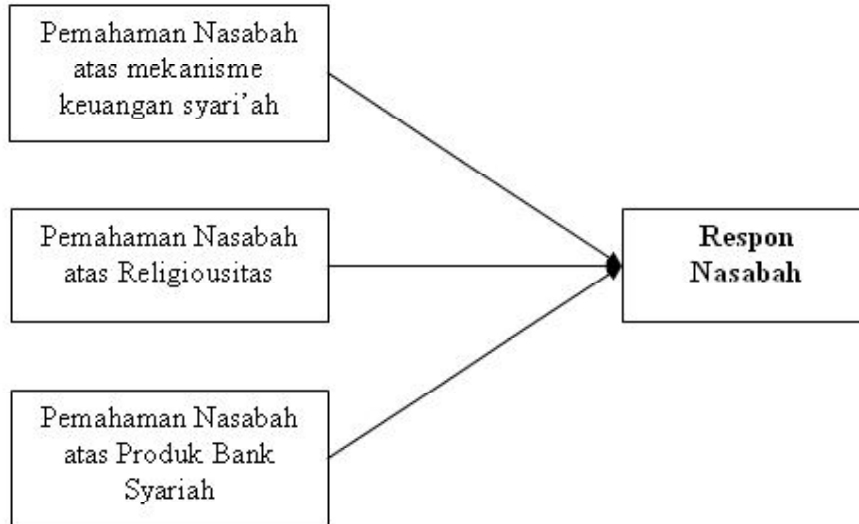 Pemahaman Nasabah
atas mekanisme
keuangan syari'ah
Pemahaman Nasabah
atas Religiousitas
Respon
Nasabah
Pemahaman Nasabah
atas Produk Bank
Syariah